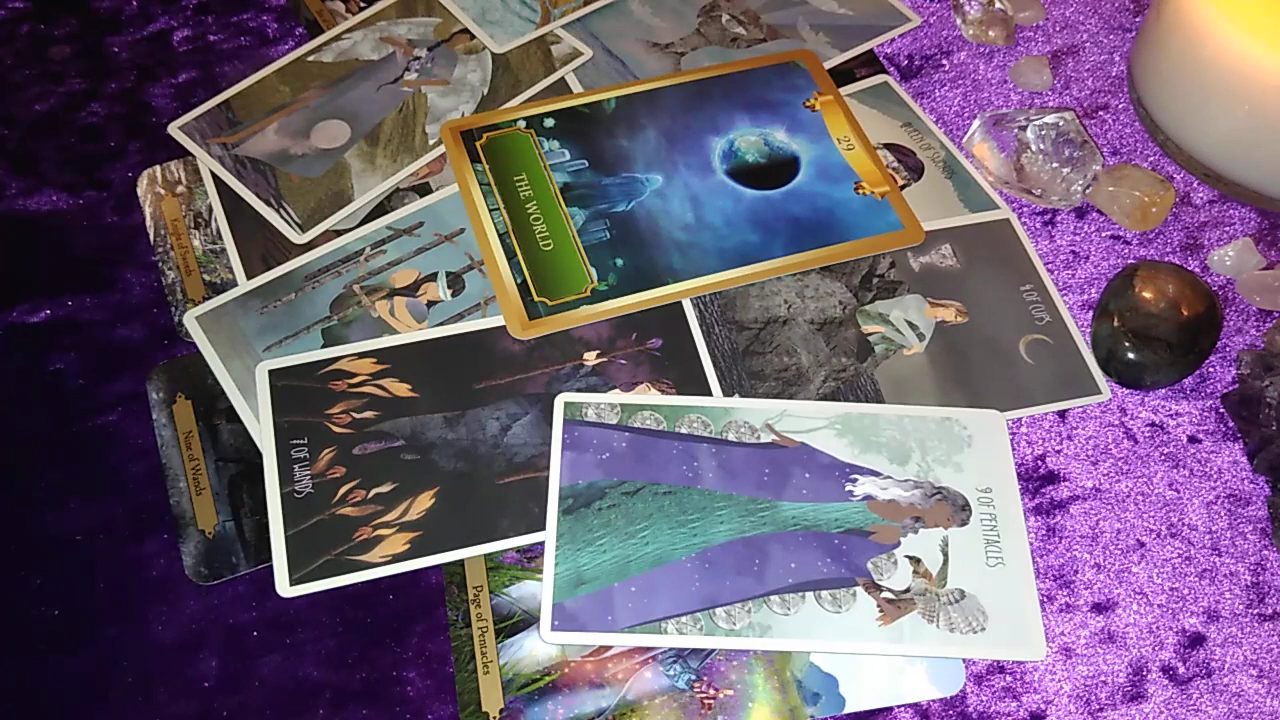 29
THE WORLD
QUEEN OF SWORDS
Knight of Swords
4 OF CUPS
7 OF WANDS
Nine of Wands
9 OF PENTACLES
Page of Pentacles